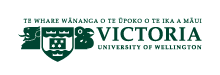 TE WHARE WĀNANGA O TE ŪPOKO O TE IKA A MĀUI
VICTORIA
UNIVERSITY OF WELLINGTON